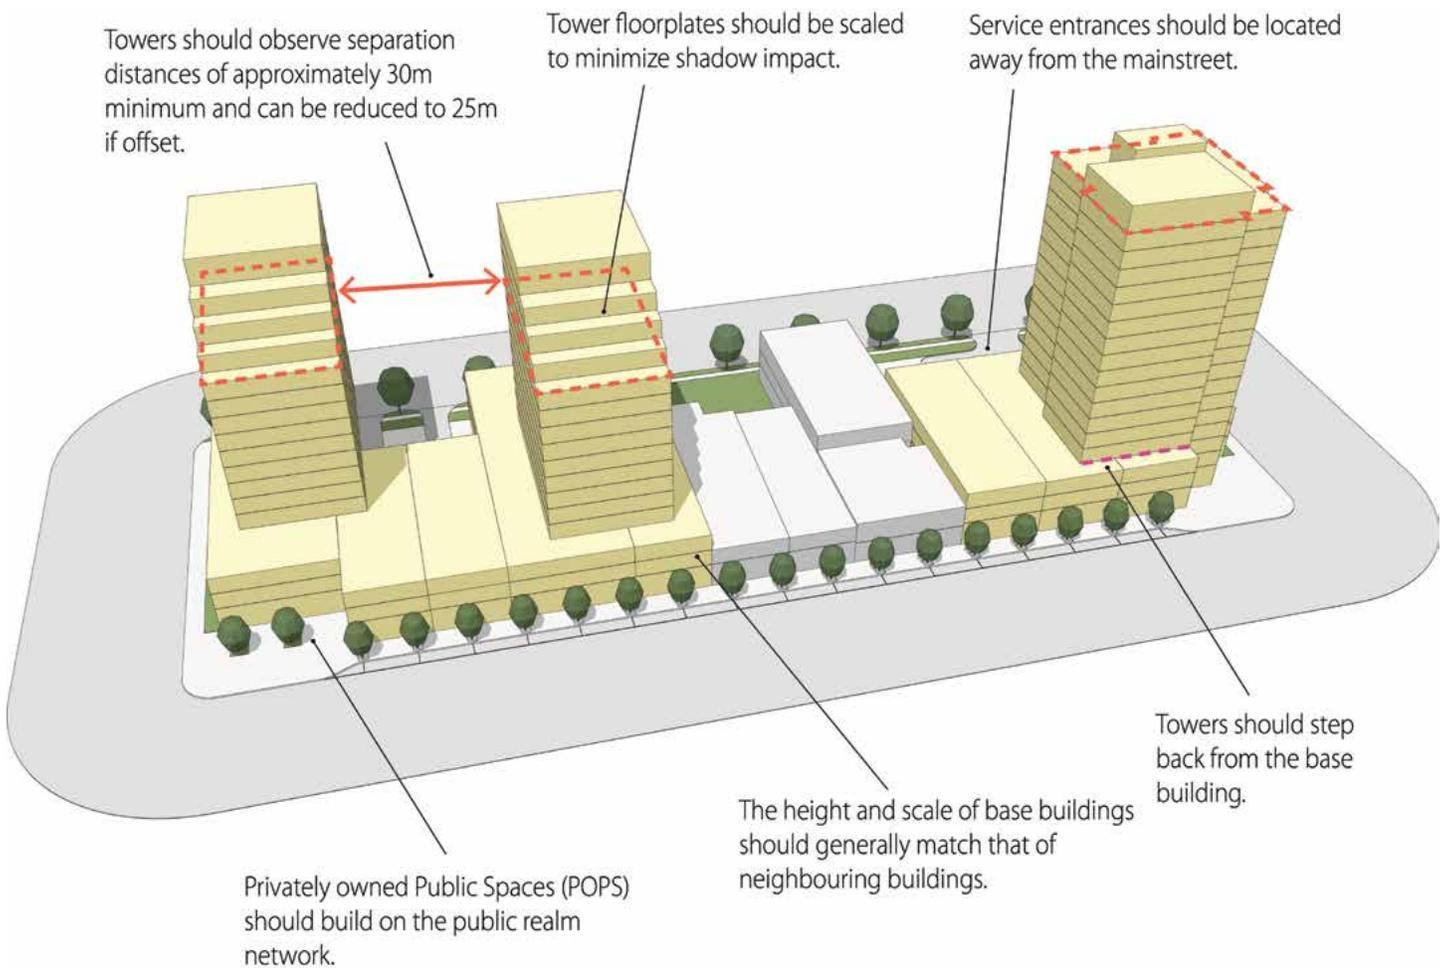 Towers should observe separation
distances of approximately 30m
minimum and can be reduced to 25m
if offset.
Tower floorplates should be scaled
to minimize shadow impact.
Service entrances should be located
away from the mainstreet.
Towers should step
back from the base
building.
The height and scale of base buildings
should generally match that of
neighbouring buildings.
Privately owned Public Spaces (POPS)
should build on the public realm
network.